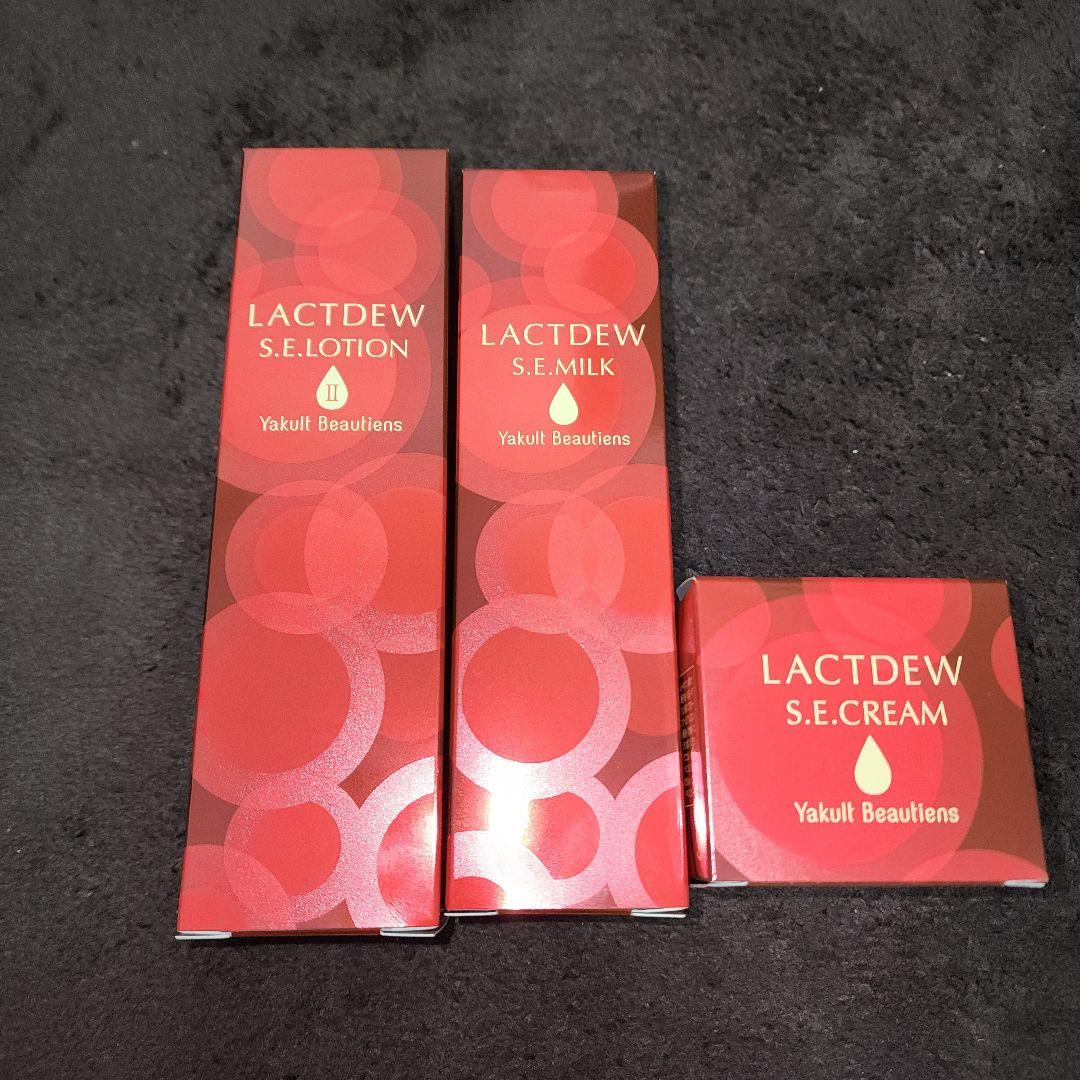 LACTDEW
S.E.LOTION
II
Yakult Beautiens
LACTDEW
S.E.MILK
Yakult Beautiens
LACTDEW
S.E.CREAM
Yakult Beautiens